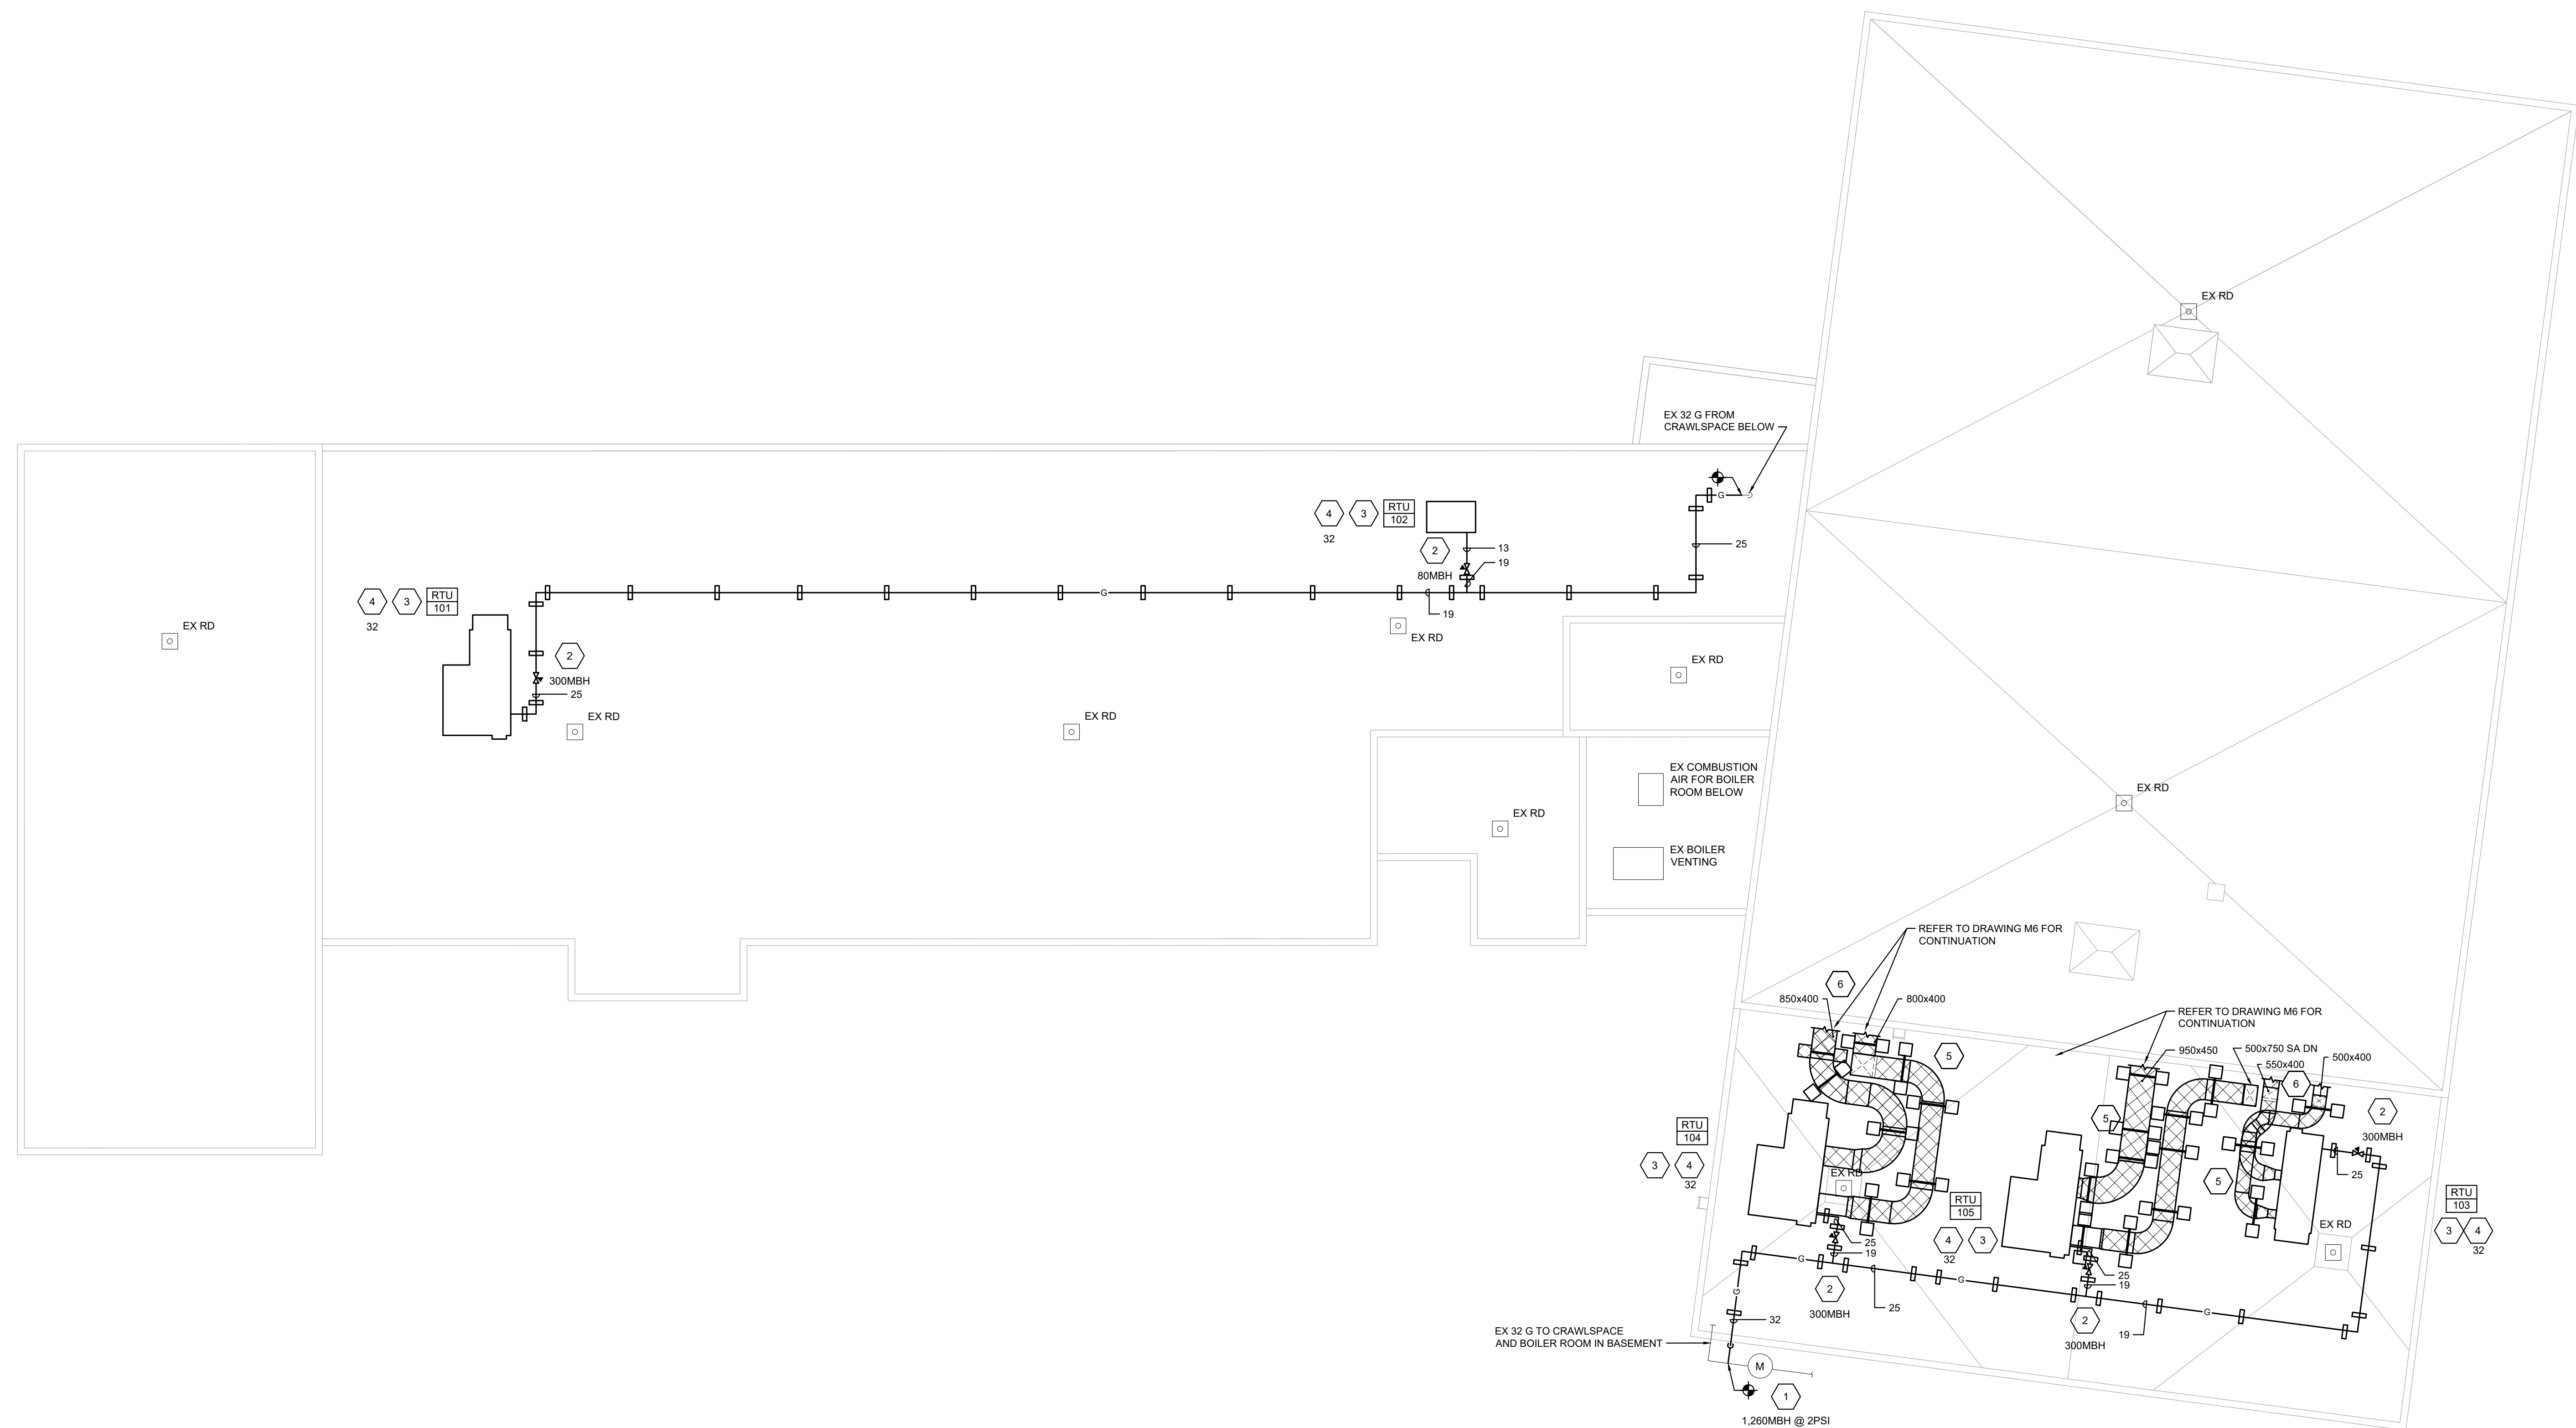 EX RD
EX 32 G FROM
CRAWLSPACE BELOW
G
4
3
RTU
102
32
2
13
19
80MBH
25
4
3
RTU
101
32
G
19
EX RD
EX RD
2
300MBH
25
EX RD
EX RD
EX RD
EX COMBUSTION
AIR FOR BOILER
ROOM BELOW
EX RD
EX RD
EX BOILER
VENTING
REFER TO DRAWING M6 FOR
CONTINUATION
6
850x400
800x400
REFER TO DRAWING M6 FOR
CONTINUATION
5
950x450
500x750 SA DN
550x400
500x400
6
2
300MBH
5
RTU
104
3
4
32
EX RD
5
25
RTU
105
4
3
32
RTU
103
3
4
32
EX RD
25
19
G
G
G
2
300MBH
25
25
19
G
2
300MBH
19
32
EX 32 G TO CRAWLSPACE
AND BOILER ROOM IN BASEMENT
M
1
1,260MBH @ 2PSI